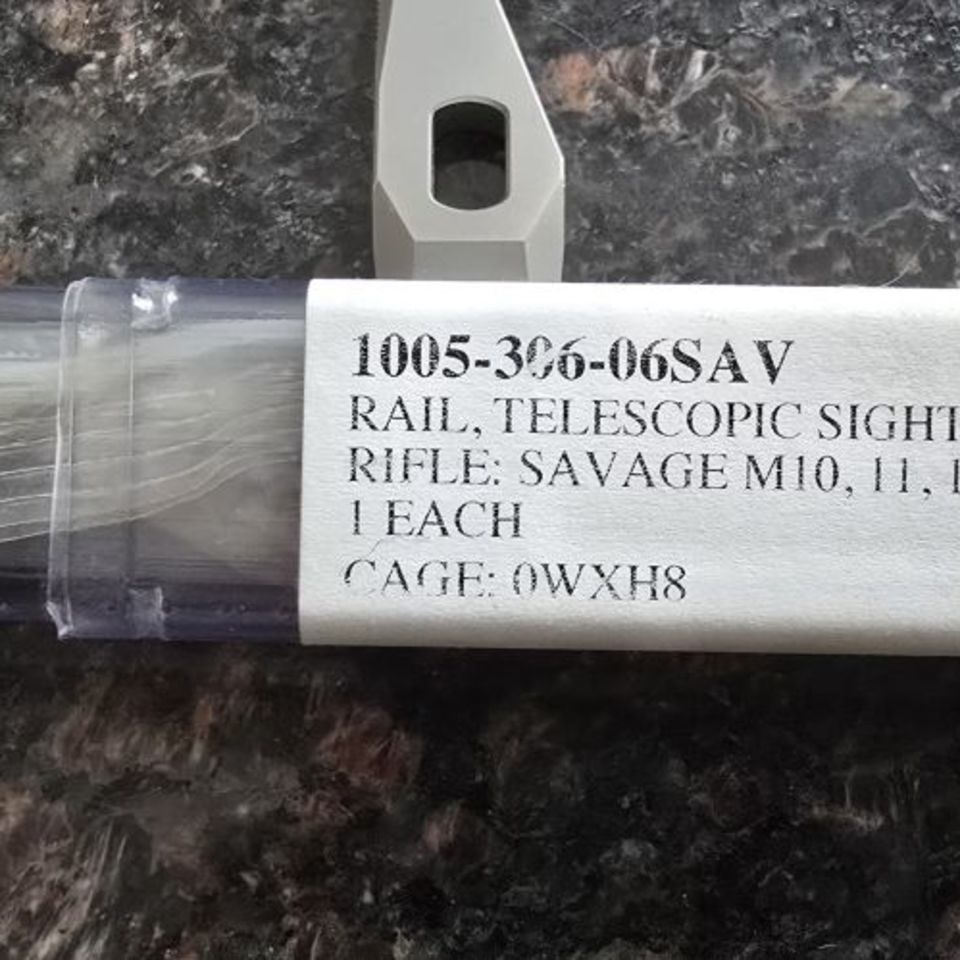 1005-306-06SAV
RAIL, TELESCOPIC SIGHT
RIFLE: SAVAGE M10, 11,
1 EACH
CAGE: 0WXH8